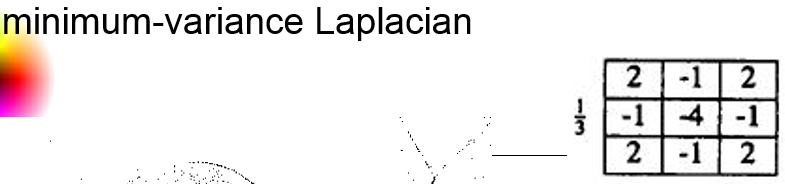 minimum-variance Laplacian
2 -1 2
1/3 -1 -4 -1
2 -1 2